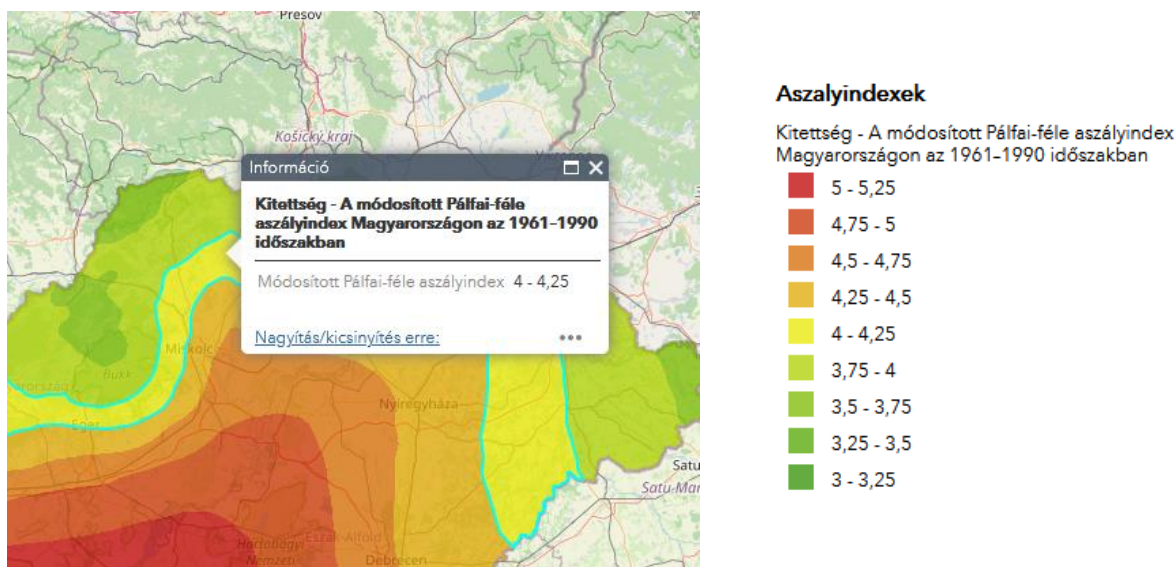 Prešov
Košický kraj
Információ
Kitettség - A módosított Pálfai-féle
aszályindex Magyarországon az 1961-1990
időszakban
Módosított Pálfai-féle aszályindex 4 - 4,25
Nagyítás/kicsinyítés erre:
Miskolc
Bükk
Nyíregyháza
Eger
Satu
Satu-Mar
Észak-Alföld
Hortobágyi
Nemzeti
Debrecen
Aszalyindexek
Kitettség - A módosított Pálfai-féle aszályindex
Magyarországon az 1961-1990 időszakban
5 - 5,25
4,75 - 5
4,5 - 4,75
4,25 - 4,5
4 - 4,25
3,75 - 4
3,5 - 3,75
3,25 - 3,5
3 - 3,25